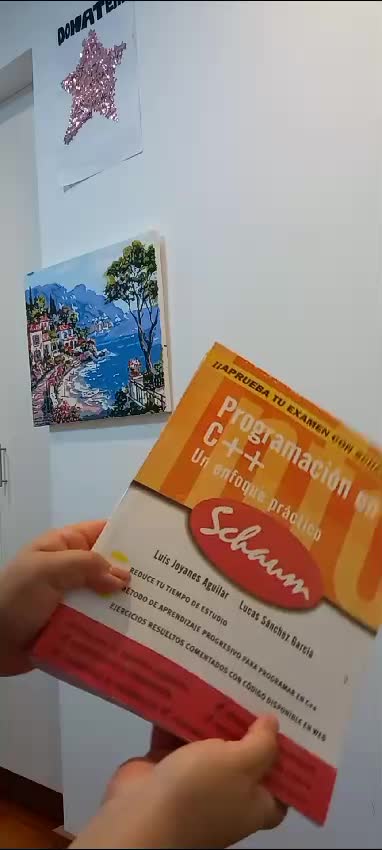 ¡¡APRUEBA TU EXAMEN CON
Programación en
C++
Un enfoque práctico
Schaum
Luis Joyanes Aguilar Lucas Sánchez García
REDUCE TU TIEMPO DE ESTUDIO
MÉTODO DE APRENDIZAJE PROGRESIVO PARA PROGRAMAR EN C++
EJERCICIOS RESUELTOS COMENTADOS CON CÓDIGO DISPONIBLE EN WEB